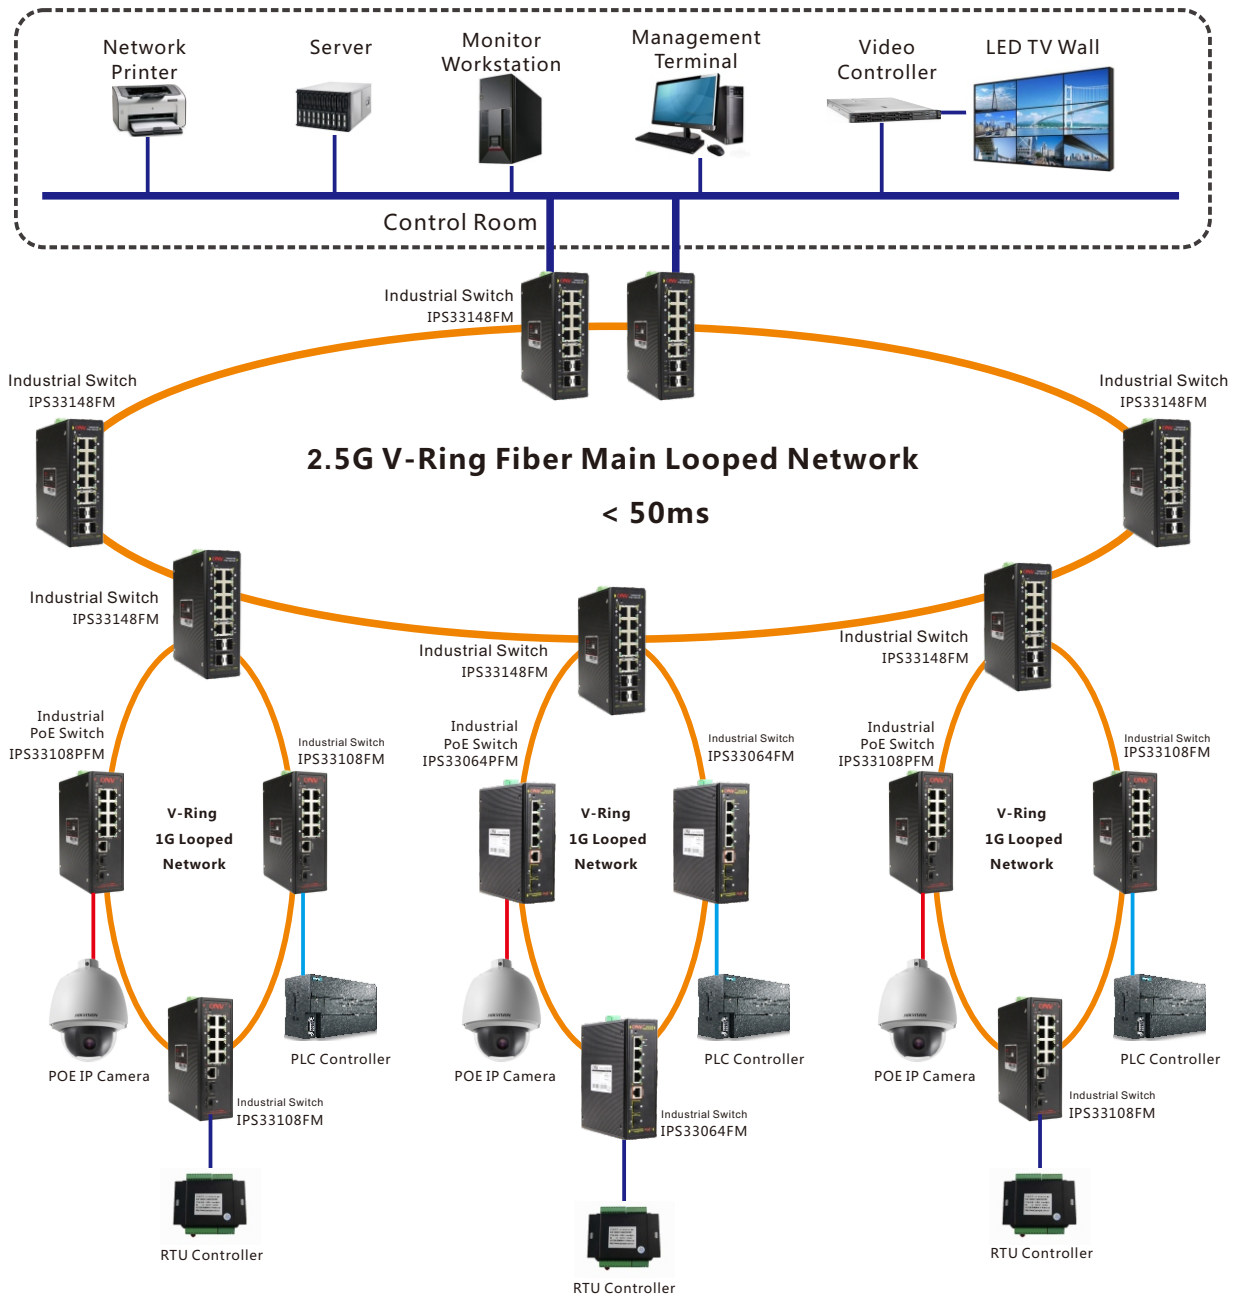 Network
Printer
Server
Monitor
Workstation
Management
Terminal
Video
Controller
LED TV Wall
Control Room
Industrial Switch
IPS33148FM
Industrial Switch
IPS33148FM
Industrial Switch
IPS33148FM
2.5G V-Ring Fiber Main Looped Network
< 50ms
Industrial Switch
IPS33148FM
Industrial Switch
IPS33148FM
Industrial Switch
IPS33148FM
Industrial
PoE Switch
IPS33108PFM
Industrial Switch
IPS33108FM
V-Ring
1G Looped
Network
POE IP Camera
PLC Controller
Industrial Switch
IPS33108FM
RTU Controller
Industrial
PoE Switch
IPS33064PFM
Industrial Switch
IPS33064FM
V-Ring
1G Looped
Network
POE IP Camera
PLC Controller
Industrial Switch
IPS33064FM
RTU Controller
Industrial
PoE Switch
IPS33108PFM
Industrial Switch
IPS33108FM
V-Ring
1G Looped
Network
POE IP Camera
PLC Controller
Industrial Switch
IPS33108FM
RTU Controller